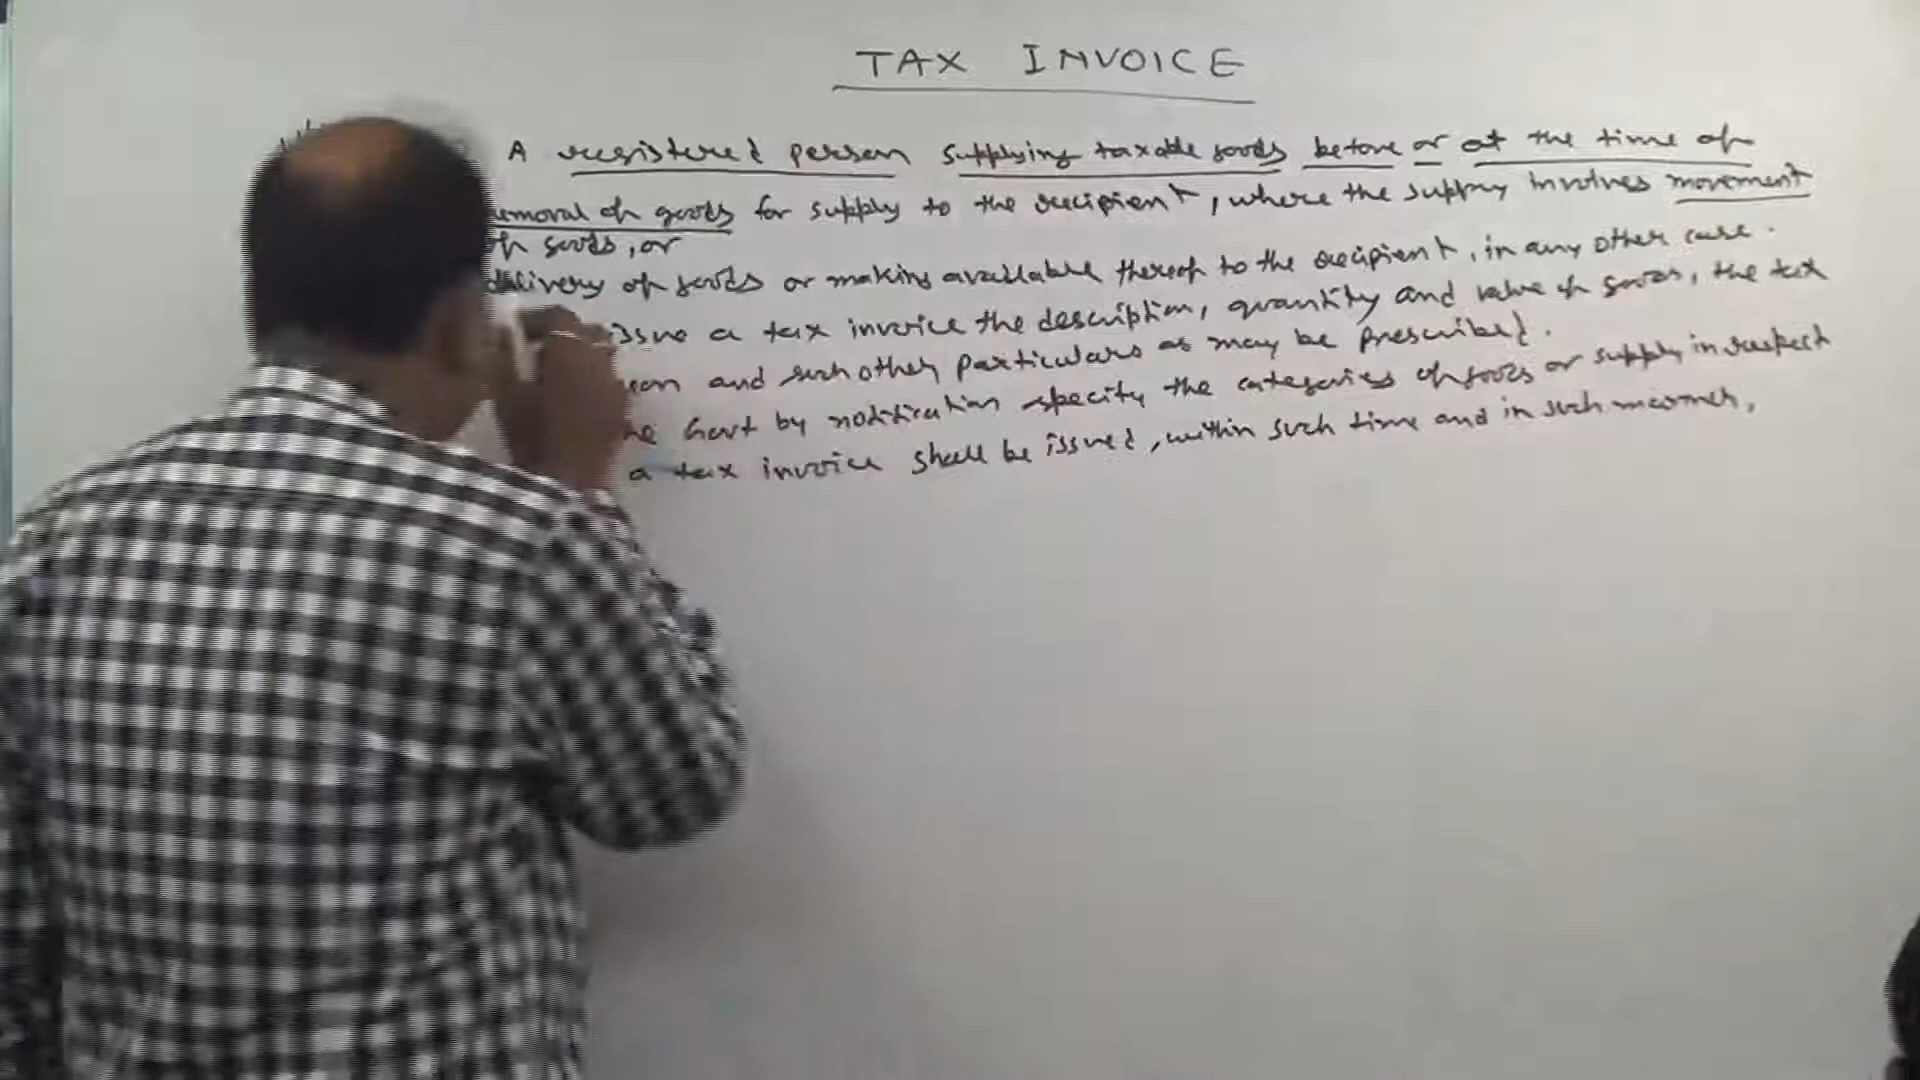 TAX INVOICE
A registered person supplying taxable goods before or at the time of
emoval of goods for supply to the recipient, where the supply involves movement
of goods, or
delivery of goods or making available thereof to the recipient, in any other case.
issue a tax invoice the description, quantity and value of goods, the tax
eon and such other particulars as may be prescribed.
he Govt by notification specify the categories of goods or supply in respect
a tax invoice shall be issued, within such time and in such manner,